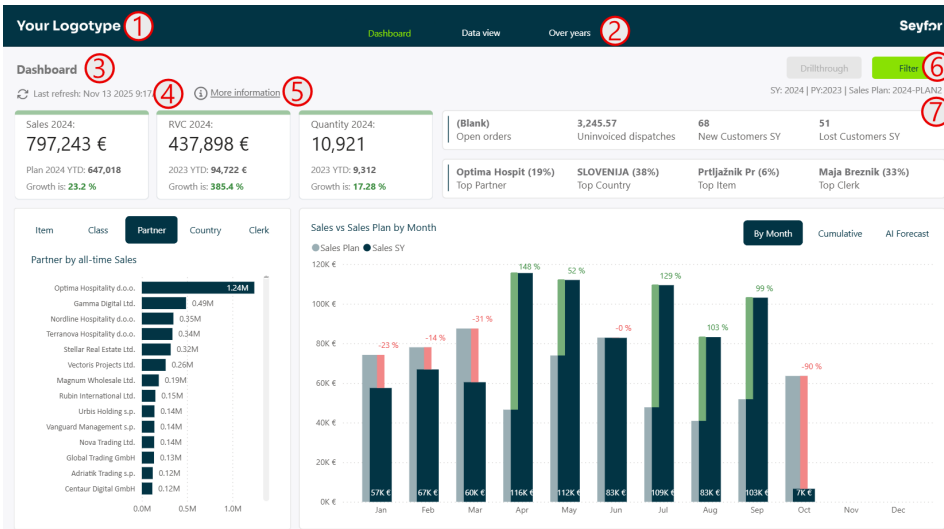 Your Logotype 1
Dashboard Data view Over years 2
Seyfor
Dashboard 3
Drillthrough Filter 6
Last refresh: Nov 13 2025 9:17 4 More information 5
SY: 2024 | PY:2023 | Sales Plan: 2024-PLAN2
7
Sales 2024:
797,243 €
Plan 2024 YTD: 647,018
Growth is: 23.2 %
RVC 2024:
437,898 €
2023 YTD: 94,722 €
Growth is: 385.4 %
Quantity 2024:
10,921
2023 YTD: 9,312
Growth is: 17.28 %
(Blank) 3,245.57 68 51
Open orders Uninvoiced dispatches New Customers SY Lost Customers SY
Optima Hospit (19%) SLOVENIJA (38%) Prtljažnik Pr (6%) Maja Breznik (33%)
Top Partner Top Country Top Item Top Clerk
Item Class Partner Country Clerk
Partner by all-time Sales
Optima Hospitality d.o.o. 1.24M
Gamma Digital Ltd. 0.49M
Nordline Hospitality d.o.o. 0.35M
Terranova Hospitality d.o.o. 0.34M
Stellar Real Estate Ltd. 0.32M
Vectoris Projects Ltd. 0.26M
Magnum Wholesale Ltd. 0.19M
Rubin International Ltd. 0.15M
Urbis Holding s.p. 0.14M
Vanguard Management s.p. 0.14M
Nova Trading Ltd. 0.14M
Global Trading GmbH 0.13M
Adriatik Trading s.p. 0.12M
Centaur Digital GmbH 0.12M
0.0M 0.5M 1.0M
Sales vs Sales Plan by Month
By Month Cumulative AI Forecast
Sales Plan Sales SY
120K €
100K €
80K €
60K €
40K €
20K €
0K €
-23 % -14 % -31 % 148 % 52 % -0 % 129 % 103 % 99 % -90 %
57K € 67K € 60K € 116K € 112K € 83K € 109K € 83K € 103K € 7K €
Jan Feb Mar Apr May Jun Jul Aug Sep Oct Nov Dec